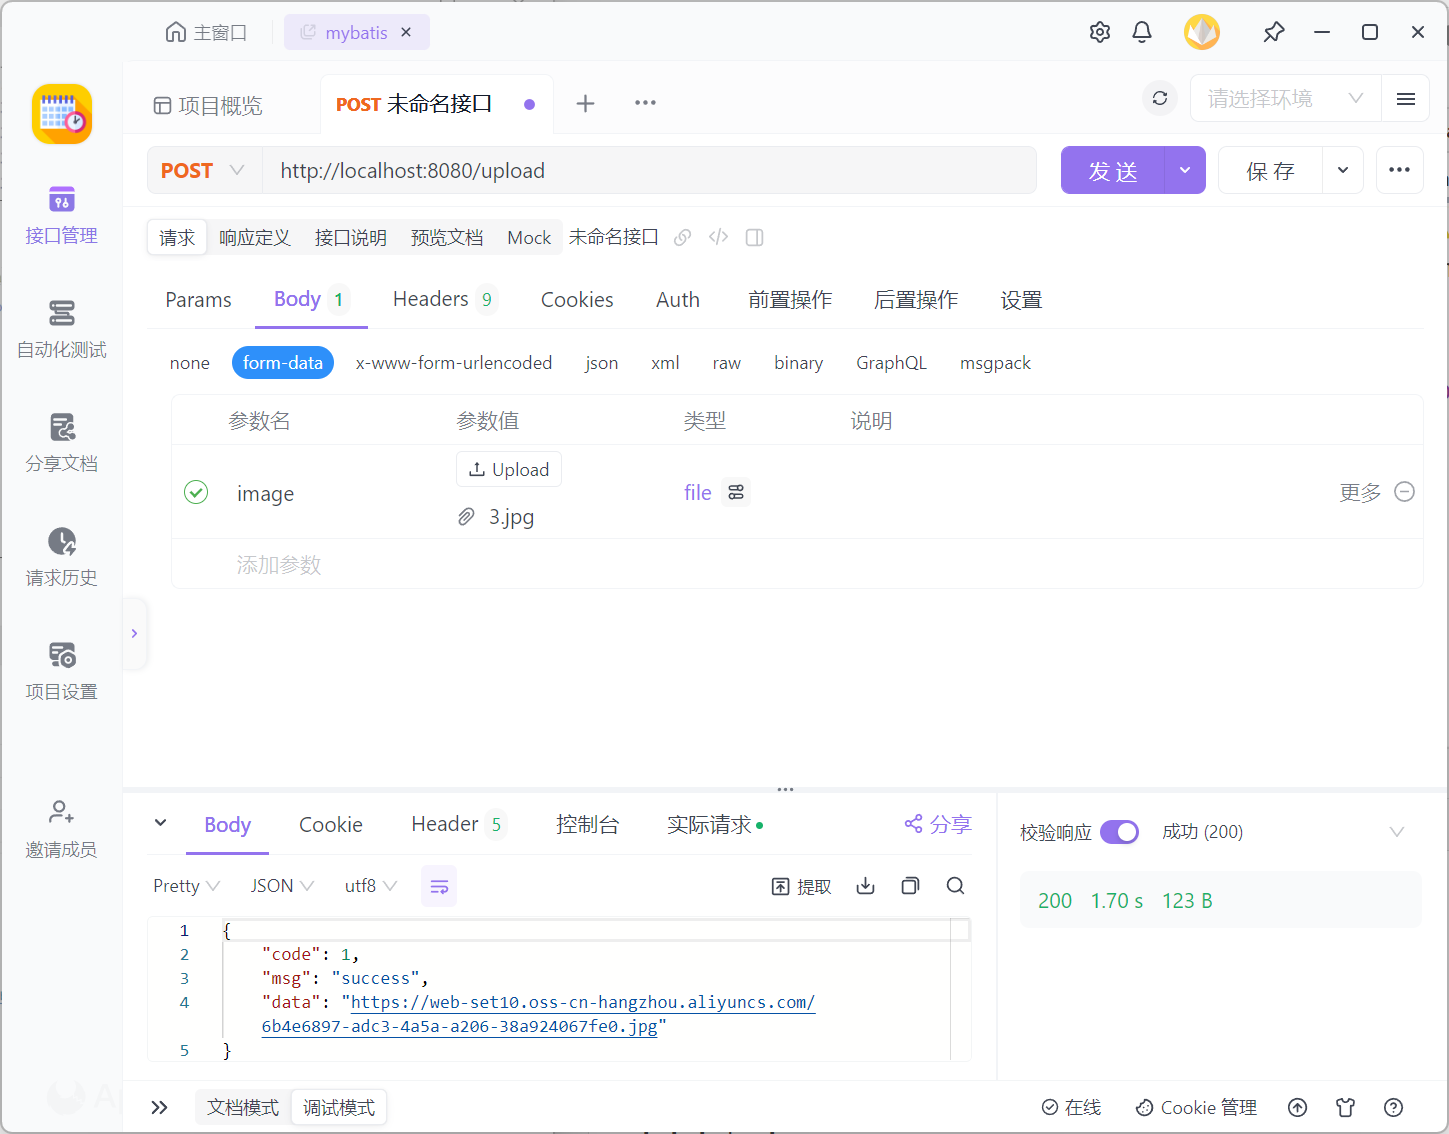 主窗口
mybatis
项目概览
POST 未命名接口
请选择环境
POST
http://localhost:8080/upload
发 送
保 存
接口管理
自动化测试
分享文档
请求历史
项目设置
邀请成员
请求 响应定义 接口说明 预览文档 Mock 未命名接口
Params Body 1 Headers 9 Cookies Auth 前置操作 后置操作 设置
none form-data x-www-form-urlencoded json xml raw binary GraphQL msgpack
参数名 参数值 类型 说明
Upload
image file 更多
3.jpg
添加参数
Body Cookie Header 5 控制台 实际请求 分享
校验响应 成功 (200)
Pretty JSON utf8 提取
200 1.70 s 123 B
1 {
2 "code": 1,
3 "msg": "success",
4 "data": "https://web-set10.oss-cn-hangzhou.aliyuncs.com/
6b4e6897-adc3-4a5a-a206-38a924067fe0.jpg"
5 }
文档模式 调试模式 在线 Cookie 管理